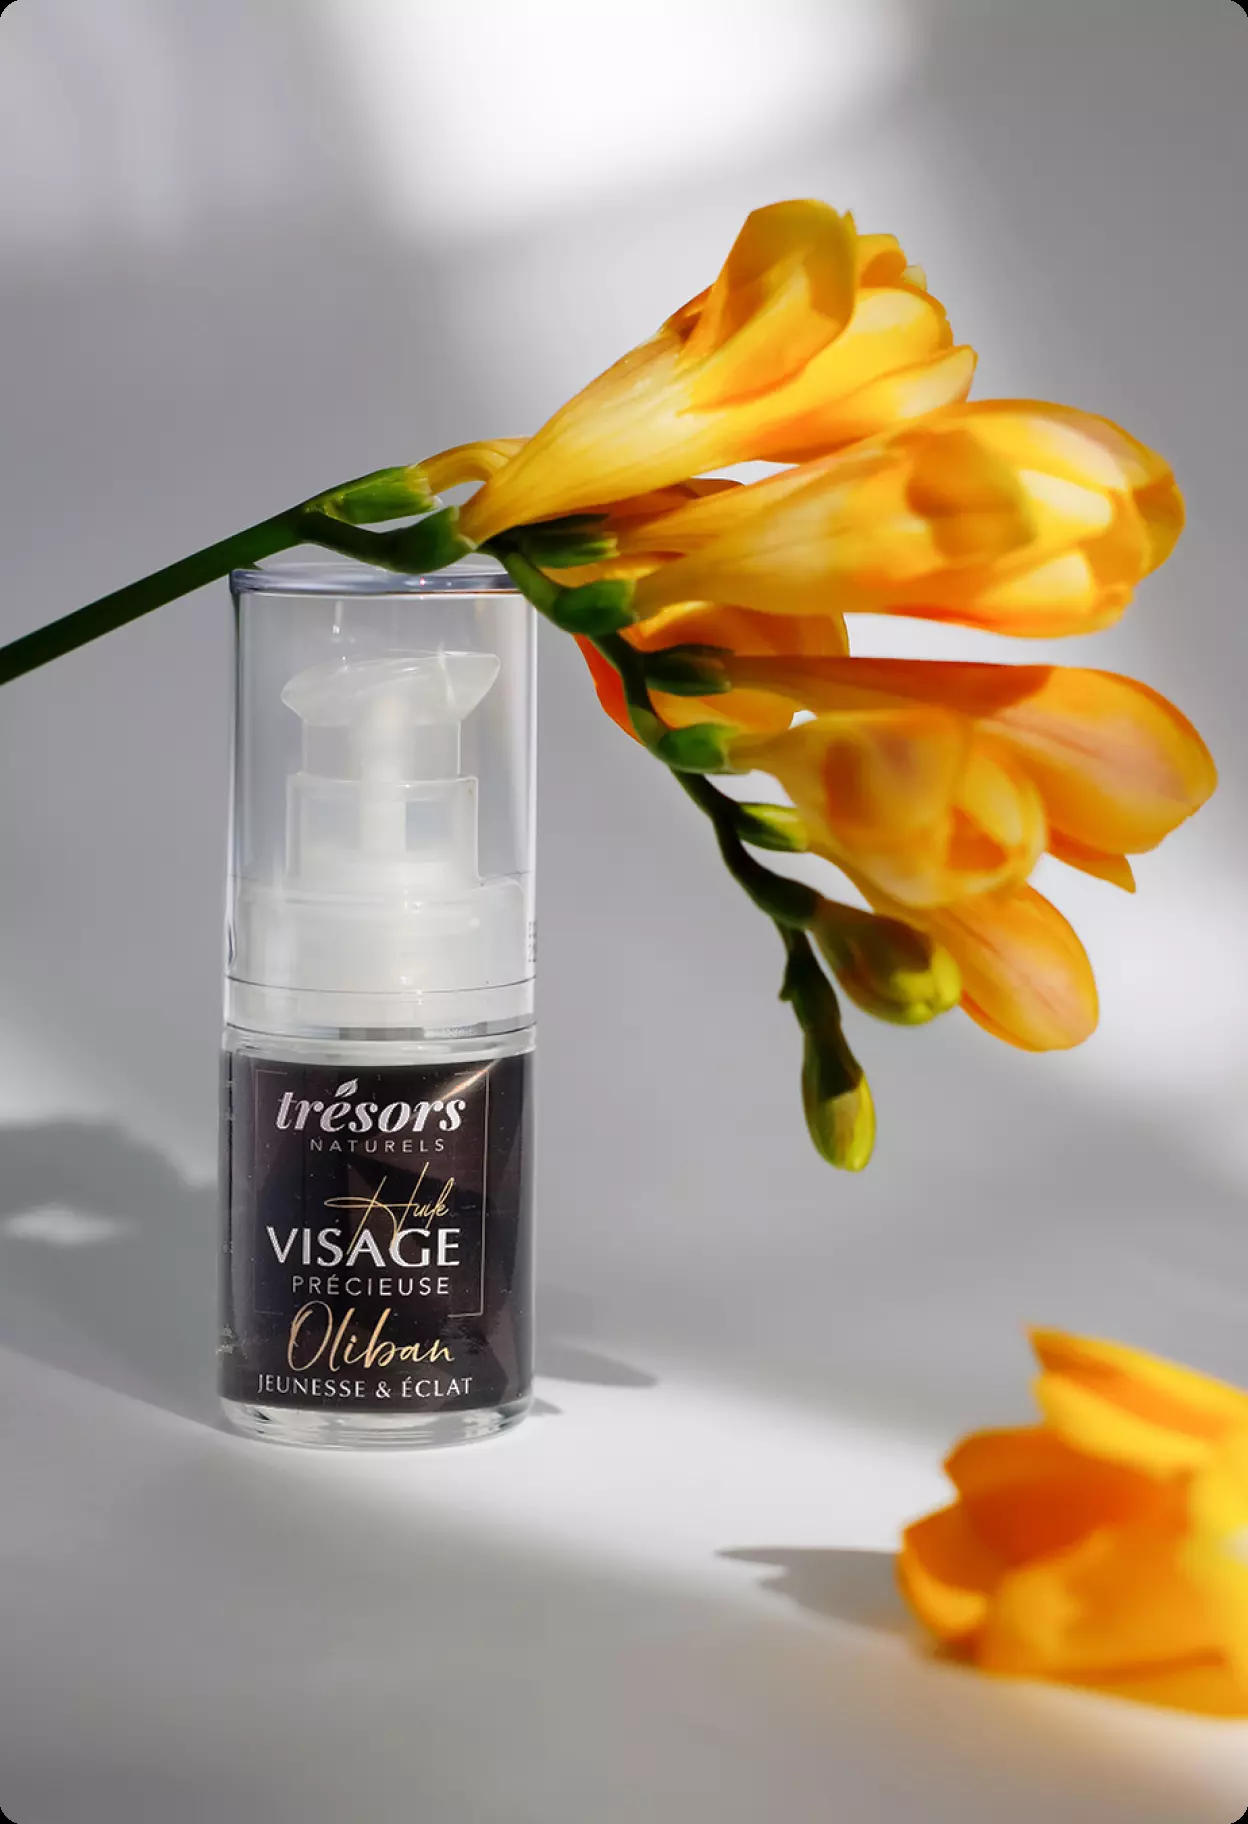 trésors
NATURELS
Huile
VISAGE
PRÉCIEUSE
Oliban
JEUNESSE & ÉCLAT